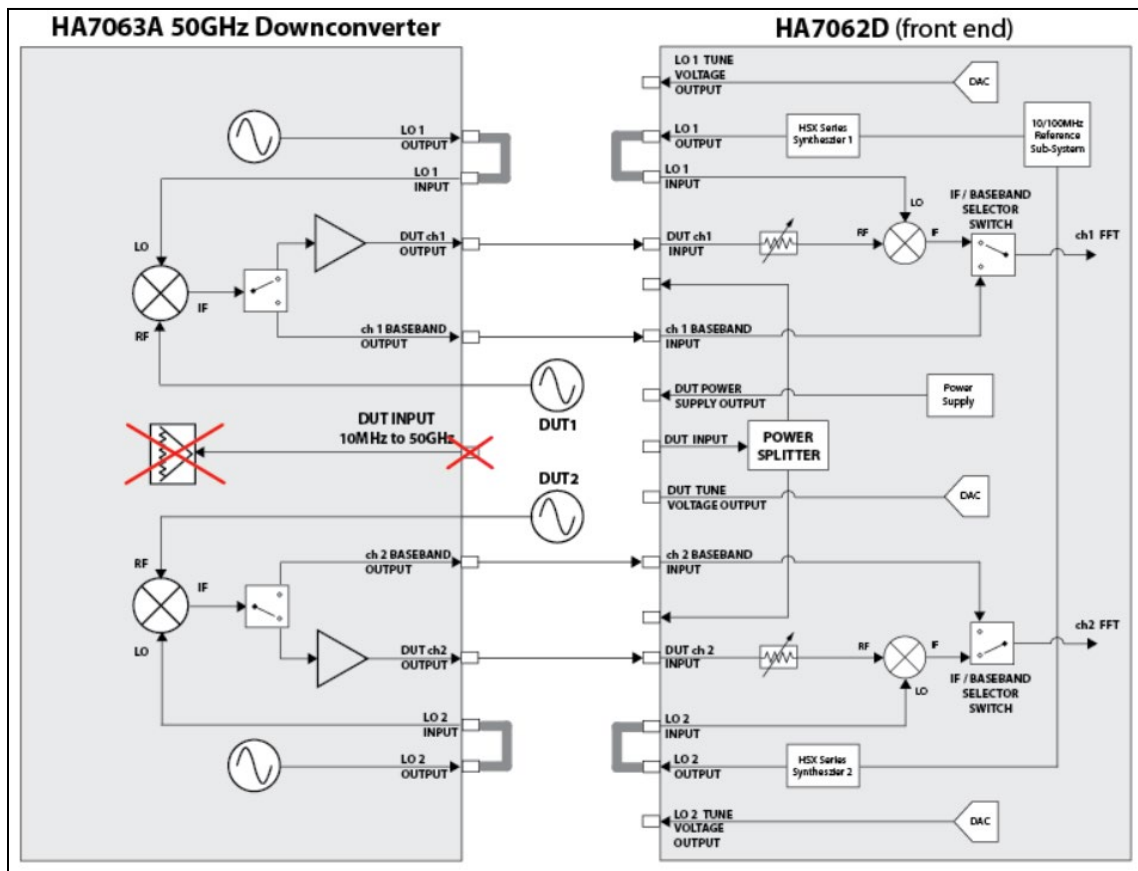 HA7063A 50GHz Downconverter
LO 1
OUTPUT
LO 1
INPUT
LO
DUT ch1
OUTPUT
IF
RF
ch 1 BASEBAND
OUTPUT
DUT1
DUT INPUT
10MHz to 50GHz
DUT2
RF
ch 2 BASEBAND
OUTPUT
IF
LO
DUT ch2
OUTPUT
LO 2
INPUT
LO 2
OUTPUT
HA7062D (front end)
LO 1 TUNE
VOLTAGE
OUTPUT
DAC
LO 1
OUTPUT
HSX Series
Syntheszier 1
10/100MHz
Reference
Sub-System
LO 1
INPUT
LO
IF / BASEBAND
SELECTOR
SWITCH
DUT ch1
INPUT
RF
IF
ch1 FFT
ch 1 BASEBAND
INPUT
DUT POWER
SUPPLY OUTPUT
Power
Supply
DUT INPUT
POWER
SPLITTER
DUT TUNE
VOLTAGE OUTPUT
DAC
ch 2 BASEBAND
INPUT
ch2 FFT
DUT ch 2
INPUT
RF
IF
LO
IF / BASEBAND
SELECTOR
SWITCH
LO 2
INPUT
LO 2
OUTPUT
HSX Series
Syntheszier 2
LO 2 TUNE
VOLTAGE
OUTPUT
DAC